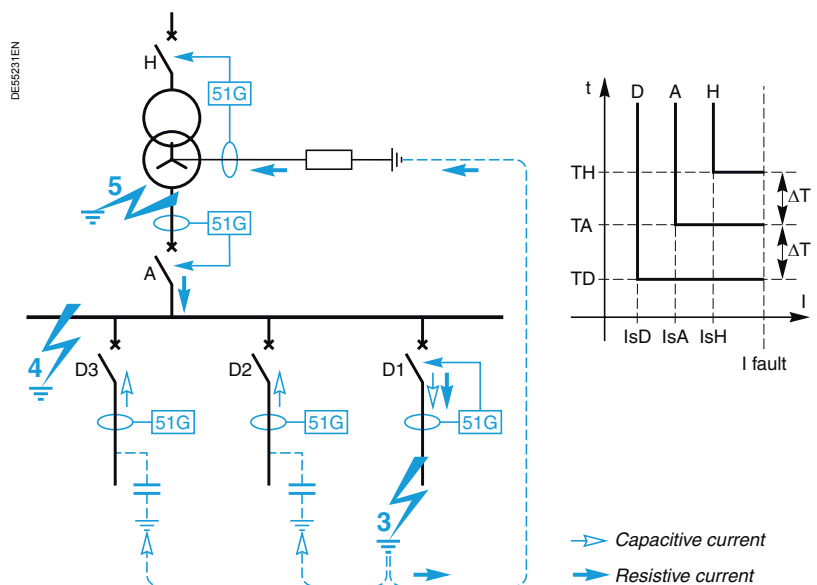 DE55231EN
H
51G
5
51G
A
4
D3
D2
D1
51G
51G
51G
3
t
D A H
TH
ΔT
TA
ΔT
TD
I
IsD IsA IsH
I fault
Capacitive current
Resistive current